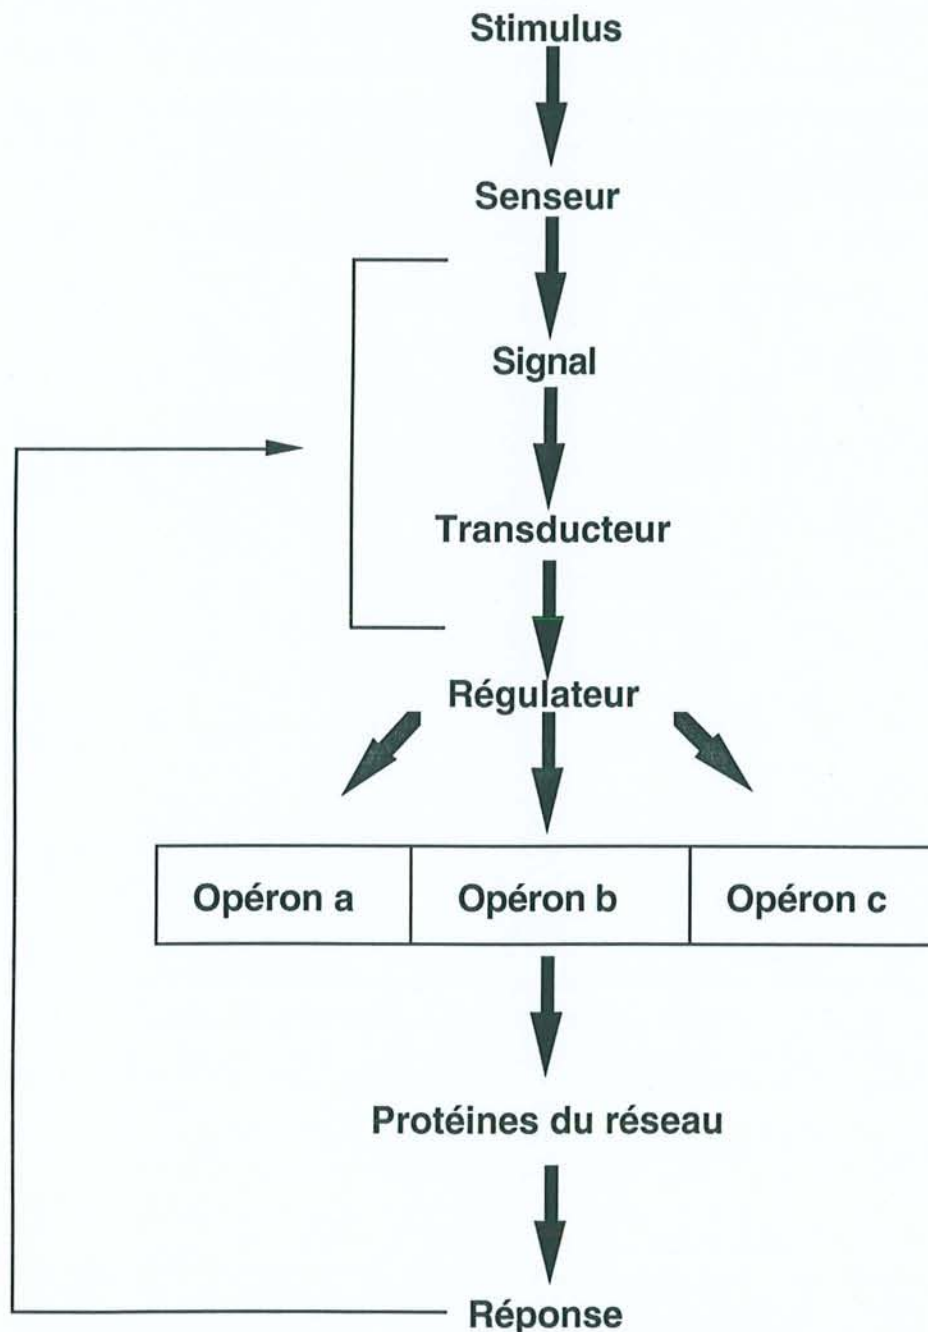 Stimulus
Senseur
Signal
Transducteur
Régulateur
Opéron a
Opéron b
Opéron c
Protéines du réseau
Réponse